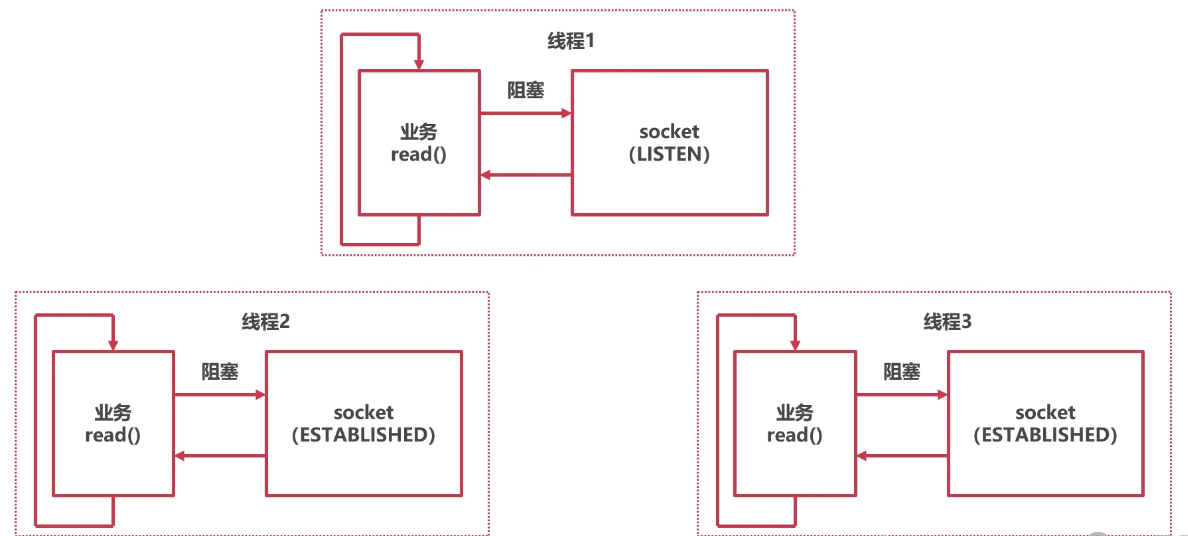 线程1
阻塞
业务
read()
socket
(LISTEN)
线程2
阻塞
业务
read()
socket
(ESTABLISHED)
线程3
阻塞
业务
read()
socket
(ESTABLISHED)